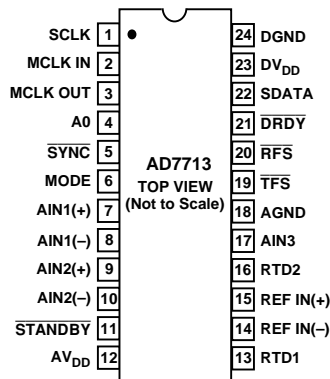 SCLK 1
MCLK IN 2
MCLK OUT 3
A0 4
SYNC 5
MODE 6
AIN1(+) 7
AIN1(–) 8
AIN2(+) 9
AIN2(–) 10
STANDBY 11
AVDD 12
AD7713
TOP VIEW
(Not to Scale)
24 DGND
23 DVDD
22 SDATA
21 DRDY
20 RFS
19 TFS
18 AGND
17 AIN3
16 RTD2
15 REF IN(+)
14 REF IN(–)
13 RTD1